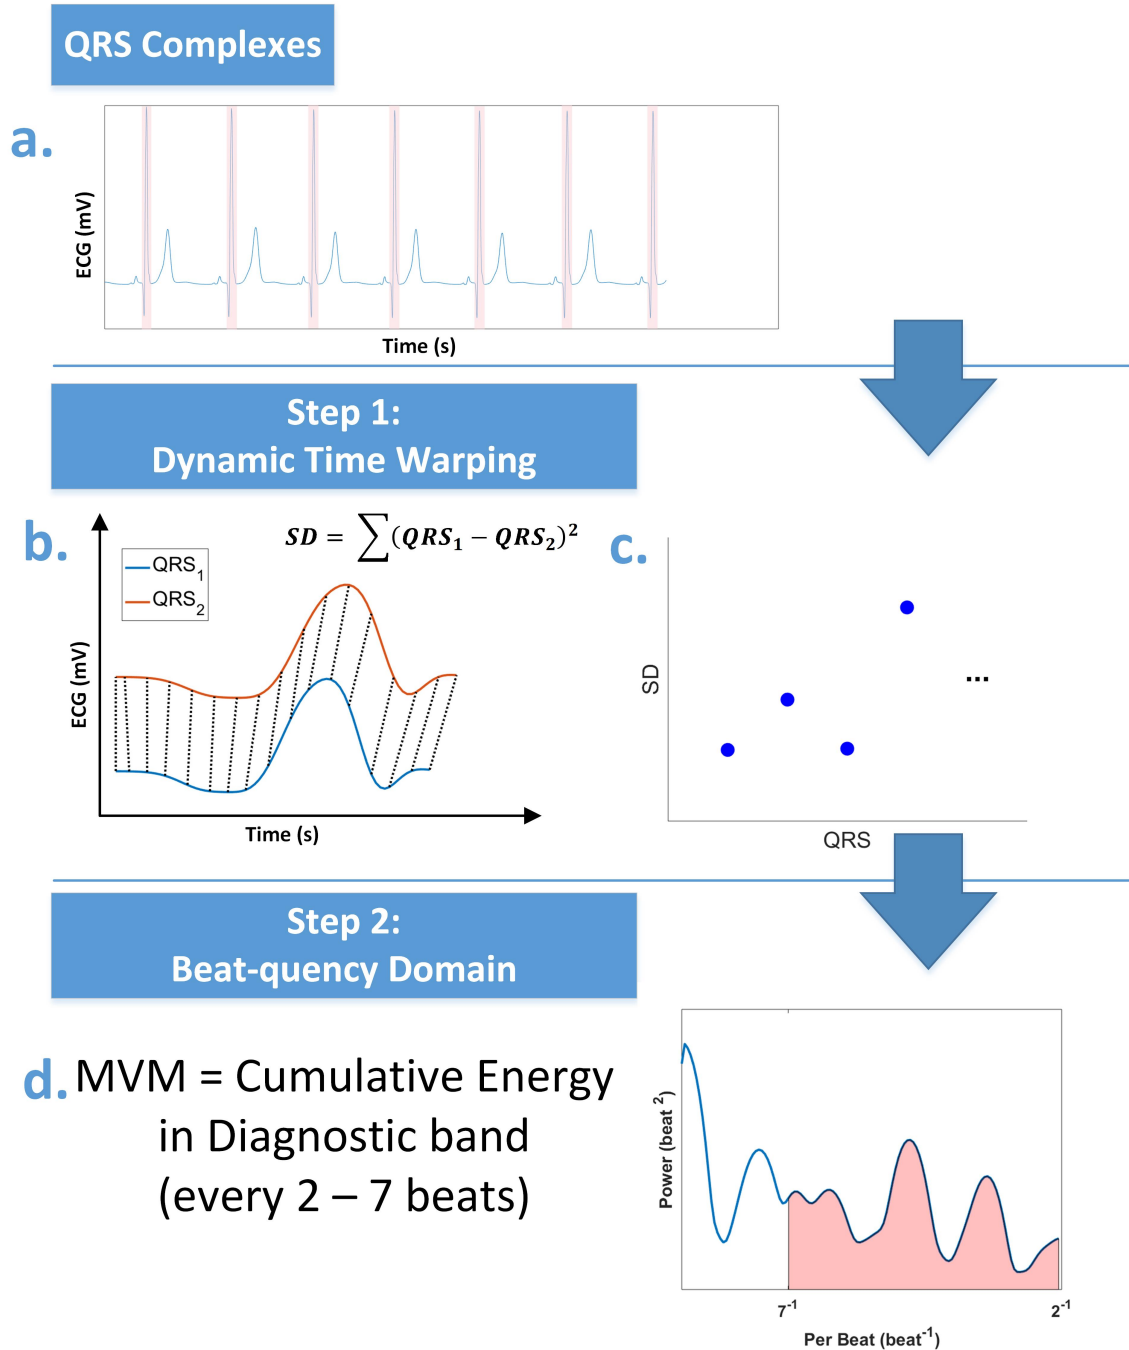 QRS Complexes
a.
ECG (mV)
Time (s)
Step 1:
Dynamic Time Warping
b.
SD = ∑(QRS₁ − QRS₂)²
QRS₁
QRS₂
ECG (mV)
Time (s)
c.
SD
...
QRS
Step 2:
Beat-quency Domain
d. MVM = Cumulative Energy
in Diagnostic band
(every 2 – 7 beats)
Power (beat ²)
7⁻¹
2⁻¹
Per Beat (beat⁻¹)